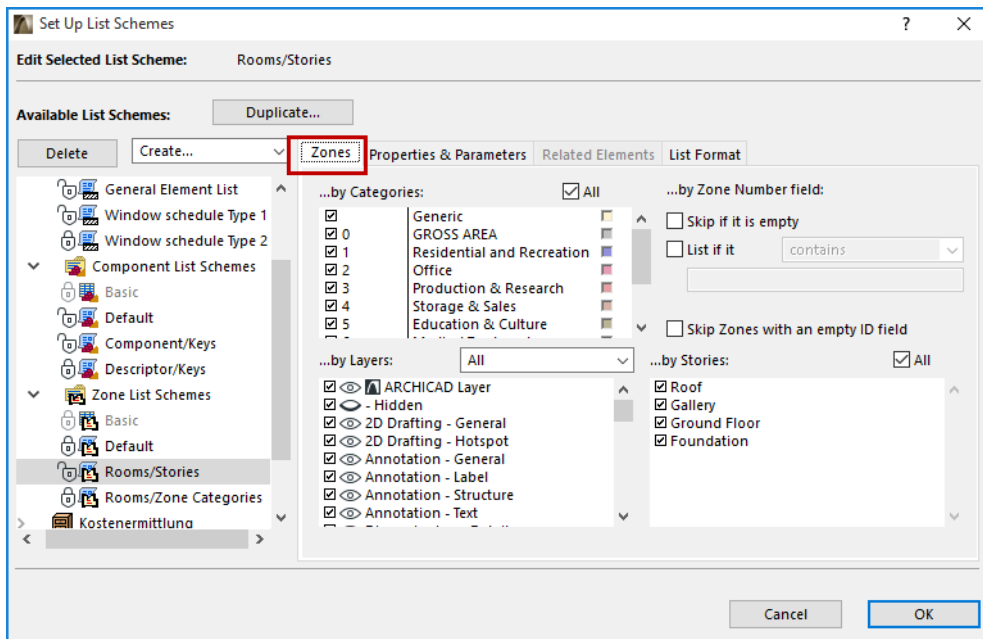 Set Up List Schemes
?
Edit Selected List Scheme: Rooms/Stories
Available List Schemes:
Duplicate...
Delete
Create...
General Element List
Window schedule Type 1
Window schedule Type 2
Component List Schemes
Basic
Default
Component/Keys
Descriptor/Keys
Zone List Schemes
Basic
Default
Rooms/Stories
Rooms/Zone Categories
Kostenermittlung
Zones
Properties & Parameters
Related Elements
List Format
...by Categories:
All
Generic
0 GROSS AREA
1 Residential and Recreation
2 Office
3 Production & Research
4 Storage & Sales
5 Education & Culture
...by Zone Number field:
Skip if it is empty
List if it
contains
Skip Zones with an empty ID field
...by Layers:
All
ARCHICAD Layer
- Hidden
2D Drafting - General
2D Drafting - Hotspot
Annotation - General
Annotation - Label
Annotation - Structure
Annotation - Text
...by Stories:
All
Roof
Gallery
Ground Floor
Foundation
Cancel
OK